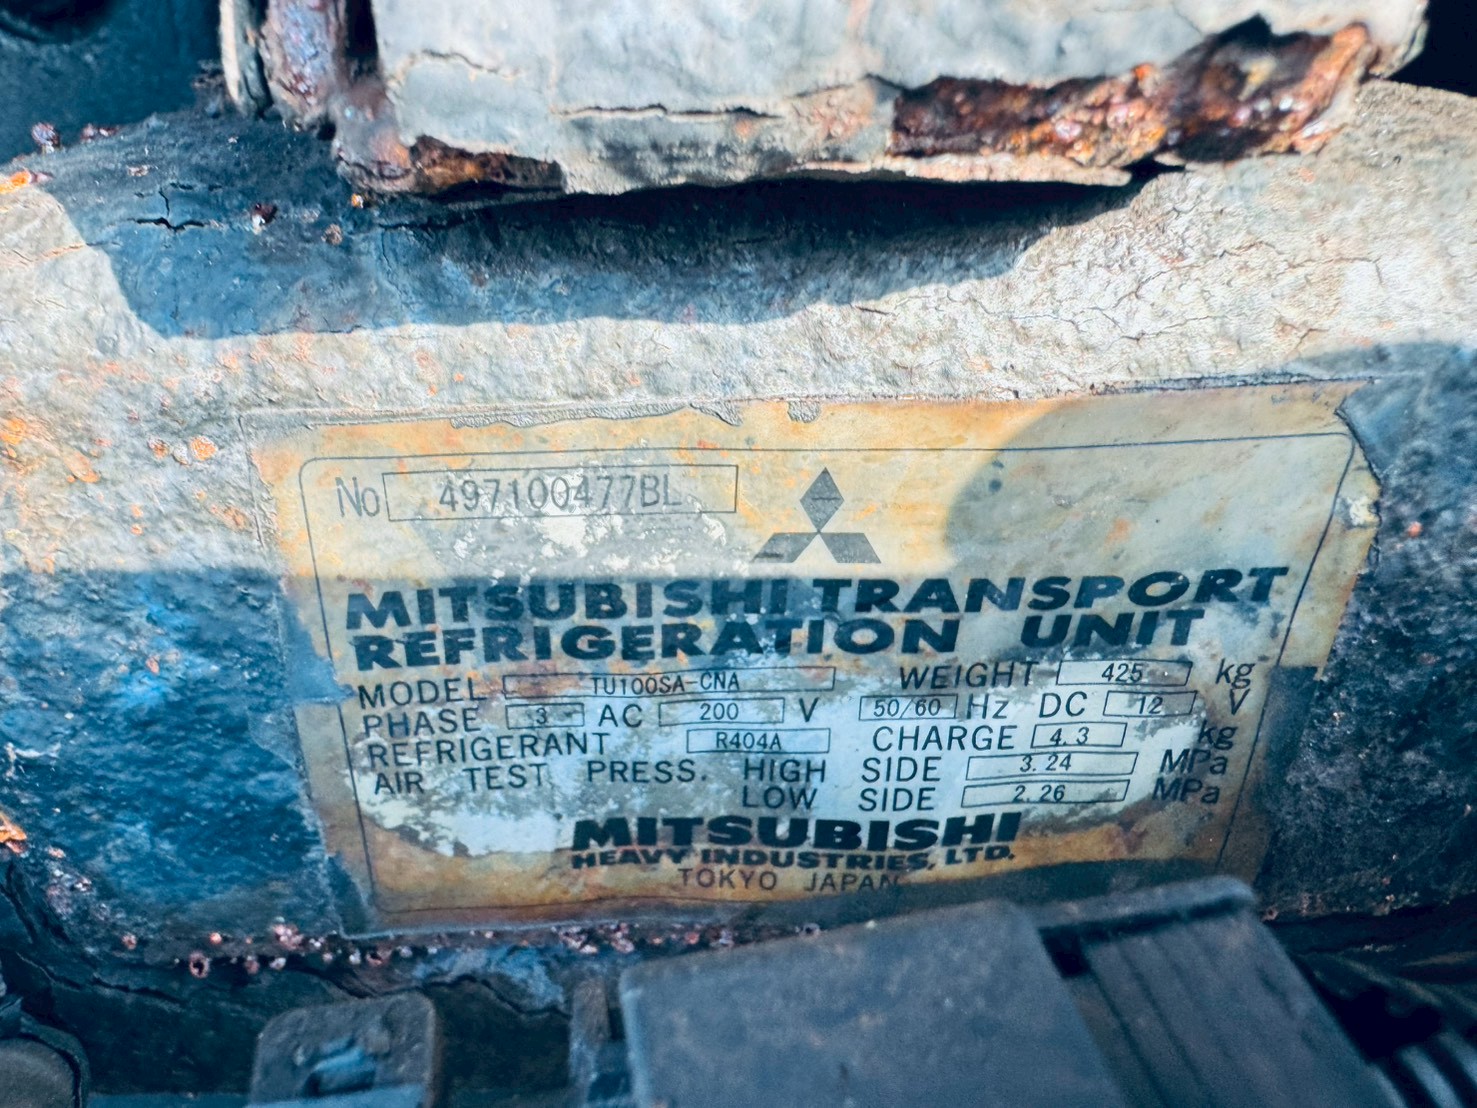 No 497100477BL
MITSUBISHI TRANSPORT
REFRIGERATION UNIT
MODEL TU100SA-CNA WEIGHT 425 kg
PHASE 3 AC 200 V 50/60 Hz DC 12 V
REFRIGERANT R404A CHARGE 4.3 kg
AIR TEST PRESS. HIGH SIDE 3.24 MPa
LOW SIDE 2.26 MPa
MITSUBISHI
HEAVY INDUSTRIES, LTD.
TOKYO JAPAN